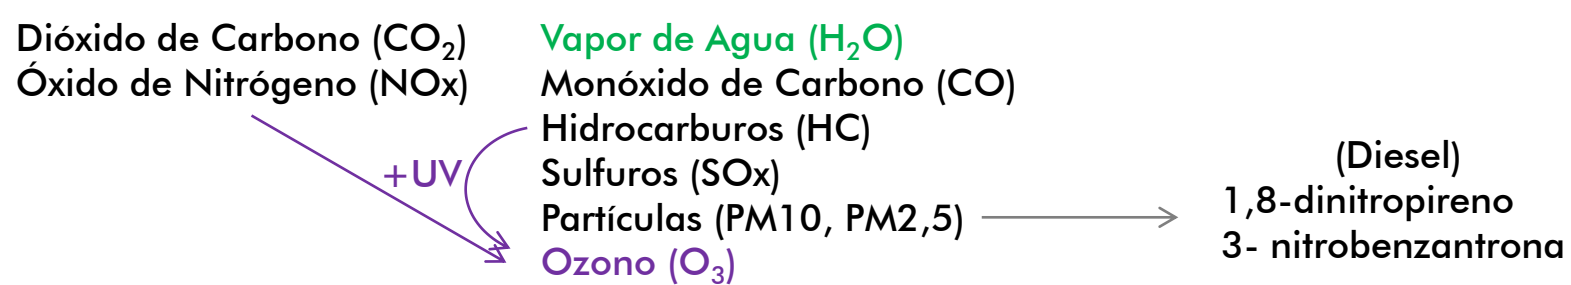 Dióxido de Carbono (CO₂)
Óxido de Nitrógeno (NOx)
+UV
Vapor de Agua (H₂O)
Monóxido de Carbono (CO)
Hidrocarburos (HC)
Sulfuros (SOx)
Partículas (PM10, PM2,5)
Ozono (O₃)
(Diesel)
1,8-dinitropireno
3- nitrobenzantrona